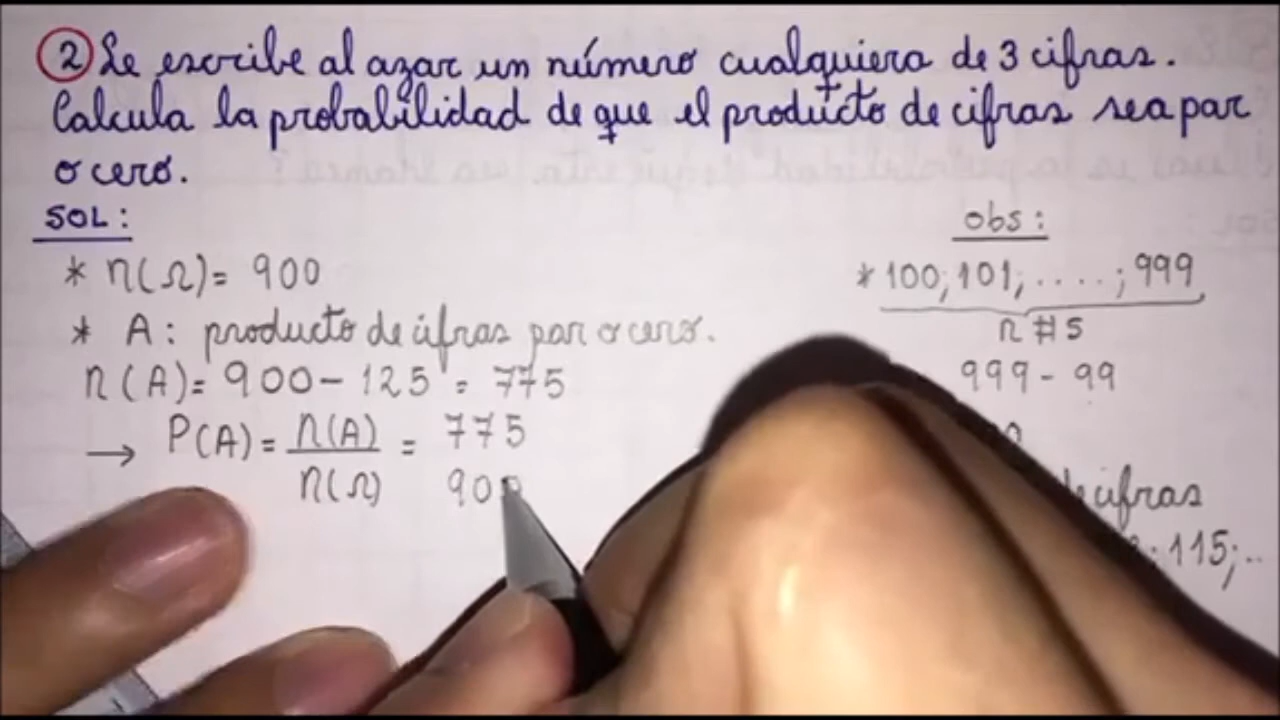 2 Se escribe al azar un número cualquiera de 3 cifras.
Calcula la probabilidad de que el producto de cifras sea par
o cero.
SOL:
* n(Ω)= 900
* A: producto de cifras par o cero.
n(A)= 900 - 125 = 775
→ P(A) = n(A) / n(Ω) = 775 / 900
obs:
* 100; 101; ....; 999
n # s
999 - 99
de cifras
; 115; ..